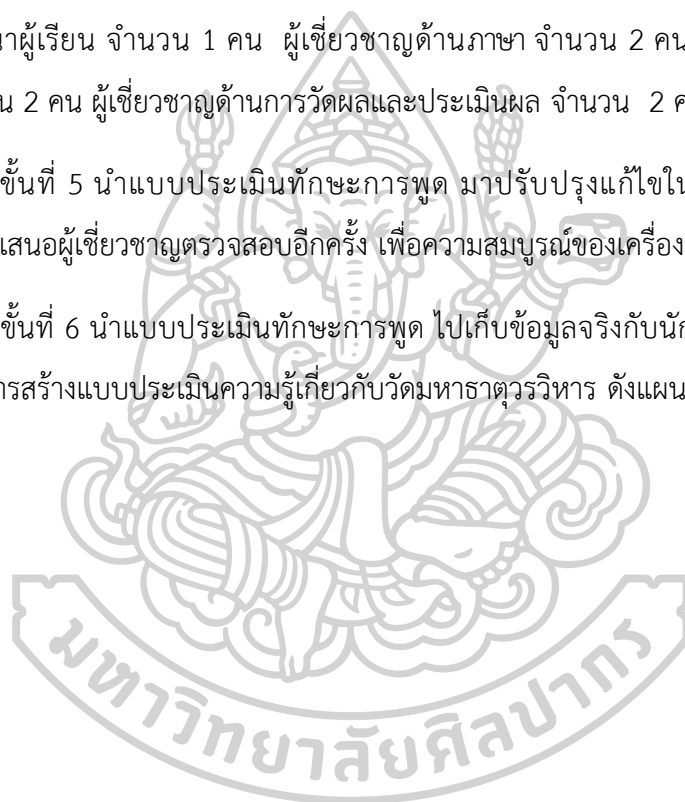 าผู้เรียน จำนวน 1 คน ผู้เชี่ยวชาญด้านภาษา จำนวน 2 คน
น 2 คน ผู้เชี่ยวชาญด้านการวัดผลและประเมินผล จำนวน 2 ค
ขั้นที่ 5 นำแบบประเมินทักษะการพูด มาปรับปรุงแก้ไขใน
เสนอผู้เชี่ยวชาญตรวจสอบอีกครั้ง เพื่อความสมบูรณ์ของเครื่อง
ขั้นที่ 6 นำแบบประเมินทักษะการพูด ไปเก็บข้อมูลจริงกับนัก
ารสร้างแบบประเมินความรู้เกี่ยวกับวัดมหาธาตุวรวิหาร ดังแผน
มหาวิทยาลัยศิลปากร